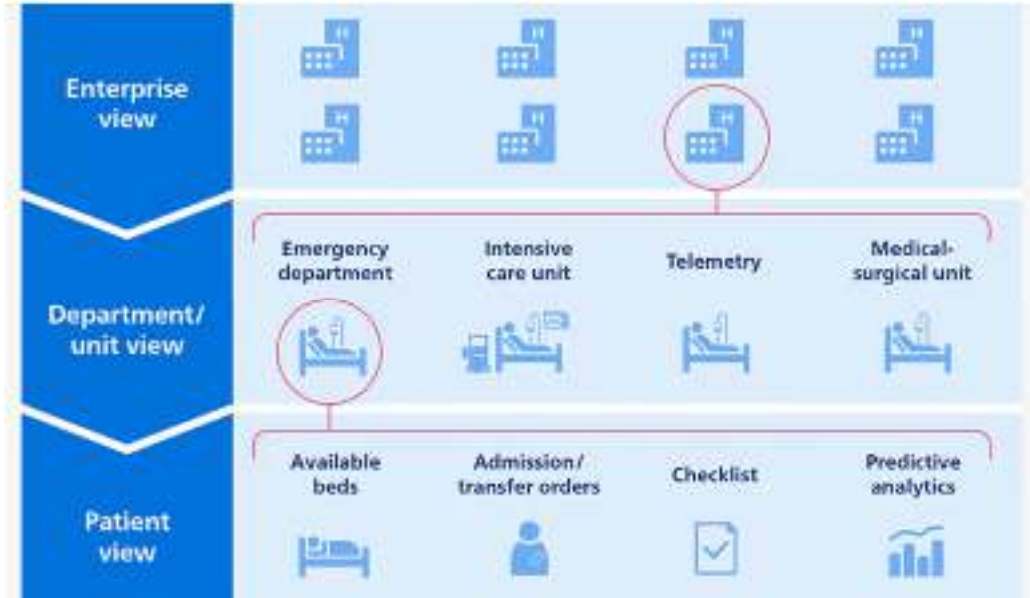 Enterprise
view
H H H H
H H H H
Department/
unit view
Emergency
department
Intensive
care unit
Telemetry
Medical-
surgical unit
Patient
view
Available
beds
Admission/
transfer orders
Checklist
Predictive
analytics